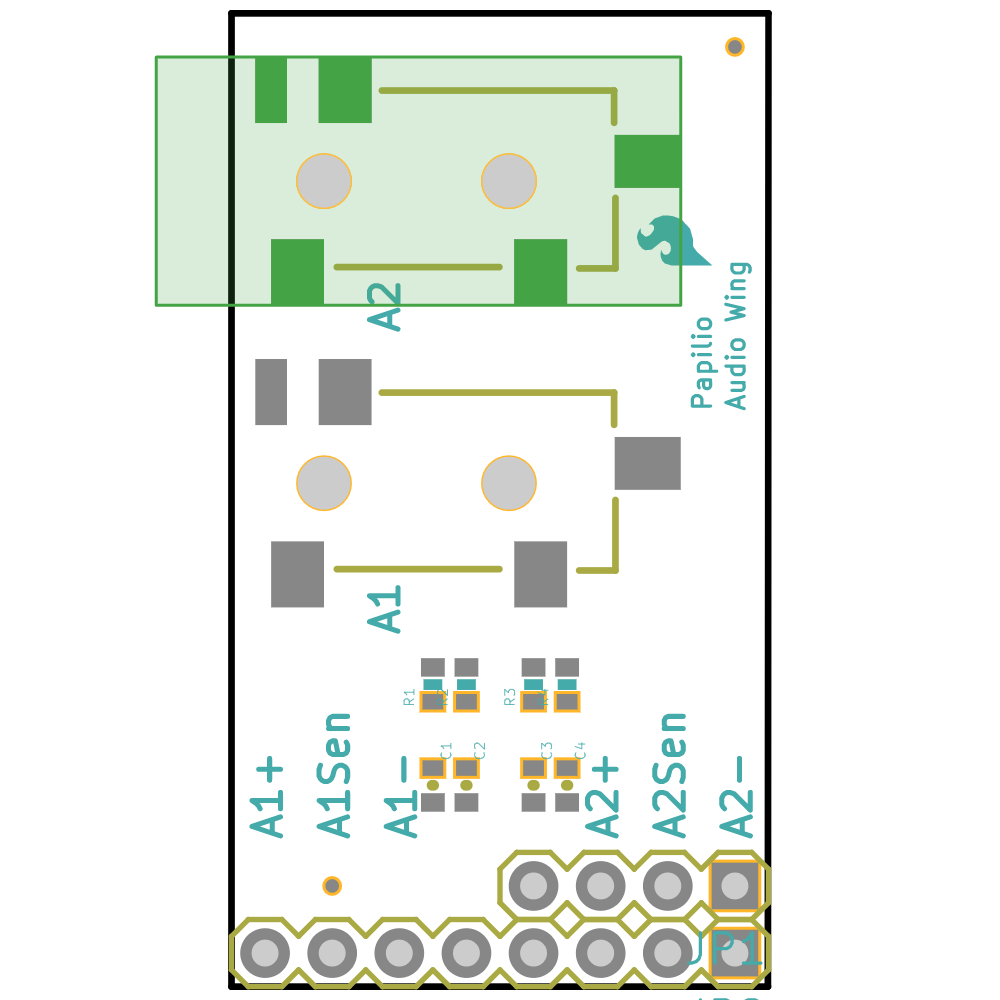 A2
Papilio
Audio Wing
A1
R1
R2
R3
R4
C1
C2
C3
C4
A1+
A1Sen
A1-
A2+
A2Sen
A2-
JP1